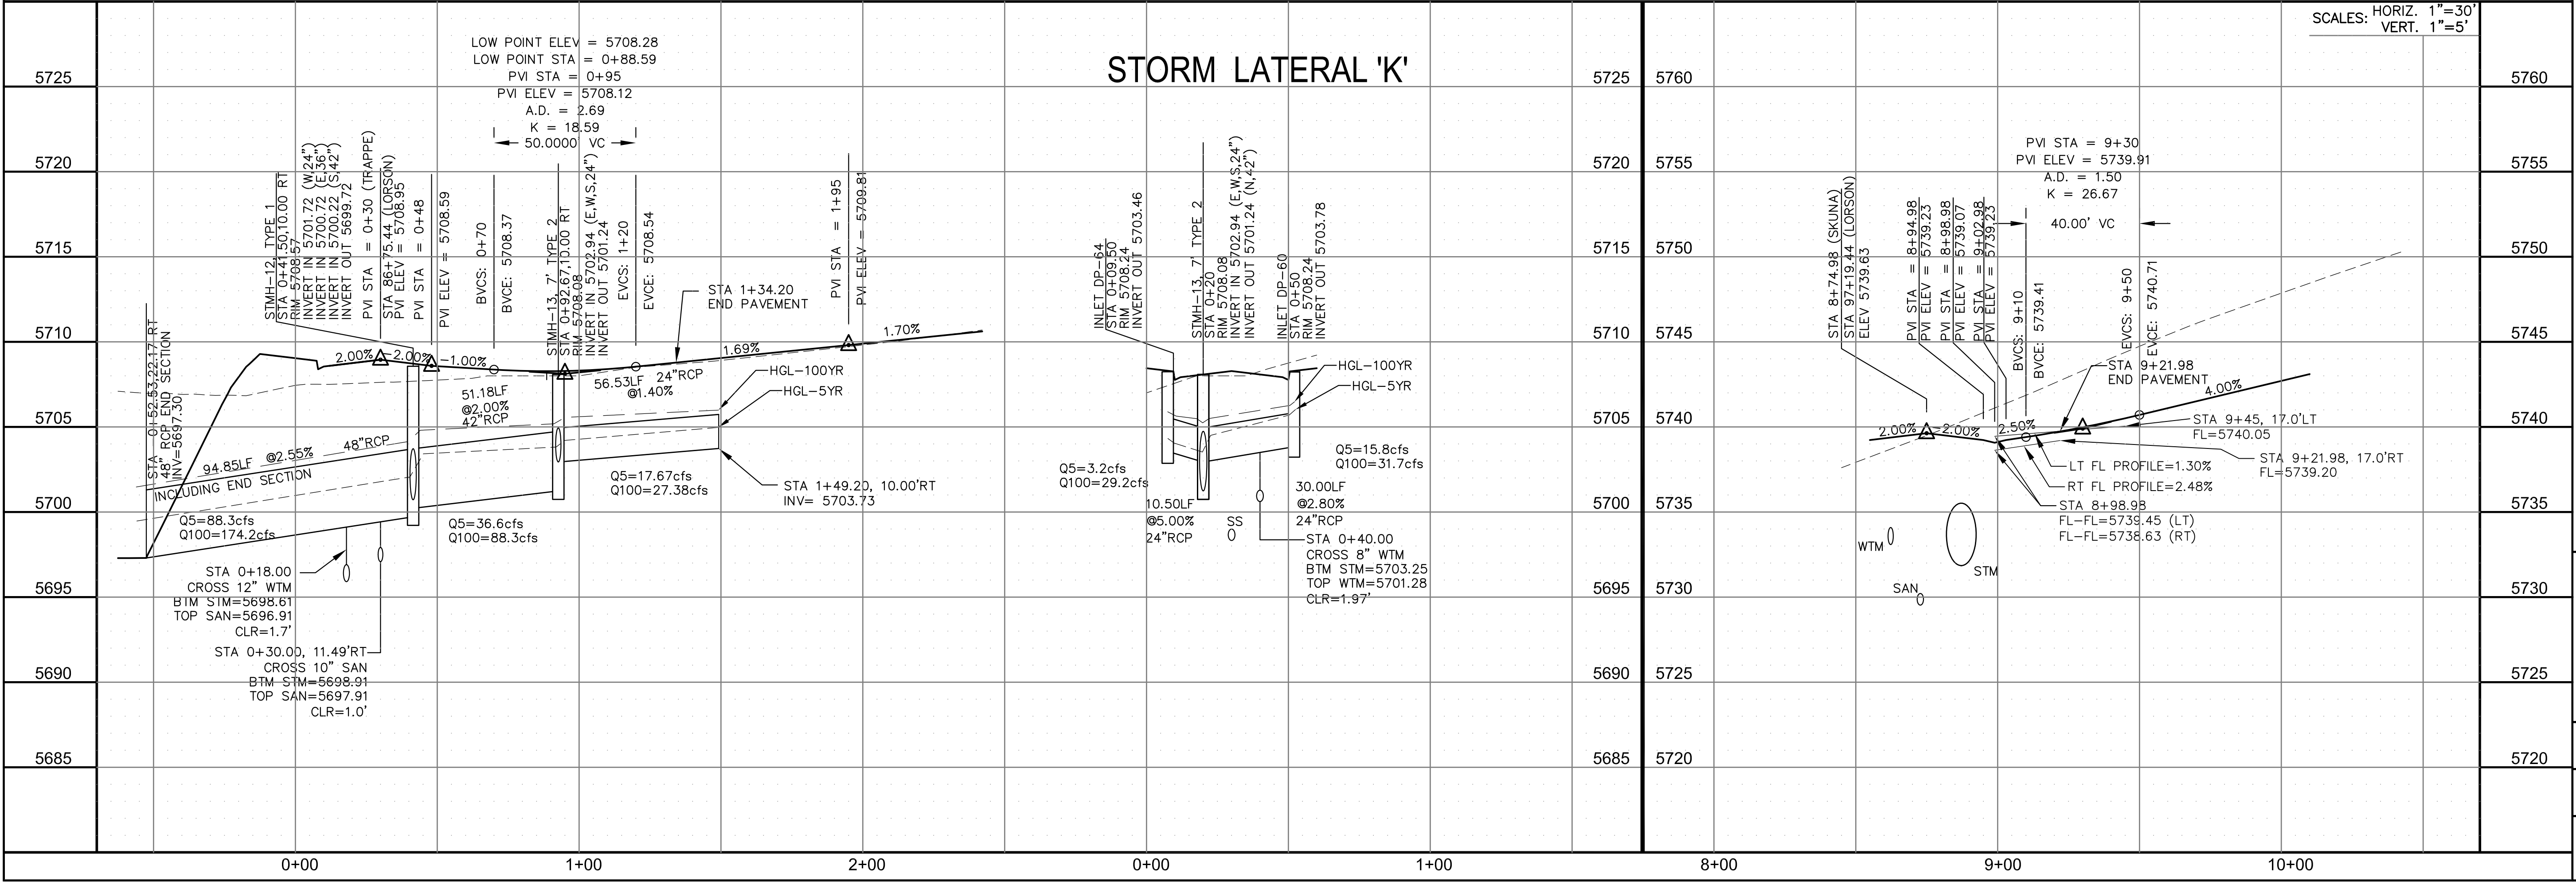 SCALES: HORIZ. 1"=30'
VERT. 1"=5'
STORM LATERAL 'K'
5725
5720
5715
5710
5705
5700
5695
5690
5685
LOW POINT ELEV = 5708.28
LOW POINT STA = 0+88.59
PVI STA = 0+95
PVI ELEV = 5708.12
A.D. = 2.69
K = 18.59
50.0000 VC
STA -0+52.53,22.17 RT
48" RCP END SECTION
INV=5697.30
STMH-12, TYPE 1
STA 0+41.50,10.00 RT
RIM 5708.57
INVERT IN 5701.72 (W,24")
INVERT IN 5700.72 (E,36")
INVERT IN 5700.22 (S,42")
INVERT OUT 5699.72
PVI STA = 0+30 (TRAPPE)
STA 86+75.44 (LORSON)
PVI ELEV = 5708.95
PVI STA = 0+48
PVI ELEV = 5708.59
BVCS: 0+70
BVCE: 5708.37
STMH-13, 7' TYPE 2
STA 0+92.67,10.00 RT
RIM 5708.08
INVERT IN 5702.94 (E,W,S,24")
INVERT OUT 5701.24
EVCS: 1+20
EVCE: 5708.54
STA 1+34.20
END PAVEMENT
PVI STA = 1+95
PVI ELEV = 5709.81
2.00%
-2.00%
-1.00%
1.69%
1.70%
51.18LF
@2.00%
42"RCP
56.53LF
@1.40%
24"RCP
HGL-100YR
HGL-5YR
94.85LF @2.55% 48"RCP
INCLUDING END SECTION
Q5=88.3cfs
Q100=174.2cfs
Q5=36.6cfs
Q100=88.3cfs
Q5=17.67cfs
Q100=27.38cfs
STA 1+49.20, 10.00'RT
INV= 5703.73
STA 0+18.00
CROSS 12" WTM
BTM STM=5698.61
TOP SAN=5696.91
CLR=1.7'
STA 0+30.00, 11.49'RT
CROSS 10" SAN
BTM STM=5698.91
TOP SAN=5697.91
CLR=1.0'
0+00
1+00
2+00
INLET DP-64
STA 0+09.50
RIM 5708.24
INVERT OUT 5703.46
STMH-13, 7' TYPE 2
STA 0+20
RIM 5708.08
INVERT IN 5702.94 (E,W,S,24")
INVERT OUT 5701.24 (N,42")
INLET DP-60
STA 0+50
RIM 5708.24
INVERT OUT 5703.78
HGL-100YR
HGL-5YR
Q5=3.2cfs
Q100=29.2cfs
Q5=15.8cfs
Q100=31.7cfs
10.50LF
@5.00%
24"RCP
SS
30.00LF
@2.80%
24"RCP
STA 0+40.00
CROSS 8" WTM
BTM STM=5703.25
TOP WTM=5701.28
CLR=1.97'
0+00
1+00
5725
5720
5715
5710
5705
5700
5695
5690
5685
5760
5755
5750
5745
5740
5735
5730
5725
5720
PVI STA = 9+30
PVI ELEV = 5739.91
A.D. = 1.50
K = 26.67
40.00' VC
STA 8+74.98 (SKUNA)
STA 97+19.44 (LORSON)
ELEV 5739.63
PVI STA = 8+94.98
PVI ELEV = 5739.23
PVI STA = 8+98.98
PVI ELEV = 5739.07
PVI STA = 9+02.98
PVI ELEV = 5739.23
BVCS: 9+10
BVCE: 5739.41
EVCS: 9+50
EVCE: 5740.71
STA 9+21.98
END PAVEMENT
2.00%
-2.00%
2.50%
4.00%
STA 9+45, 17.0'LT
FL=5740.05
STA 9+21.98, 17.0'RT
FL=5739.20
LT FL PROFILE=1.30%
RT FL PROFILE=2.48%
STA 8+98.98
FL-FL=5739.45 (LT)
FL-FL=5738.63 (RT)
WTM
STM
SAN
8+00
9+00
10+00
5760
5755
5750
5745
5740
5735
5730
5725
5720